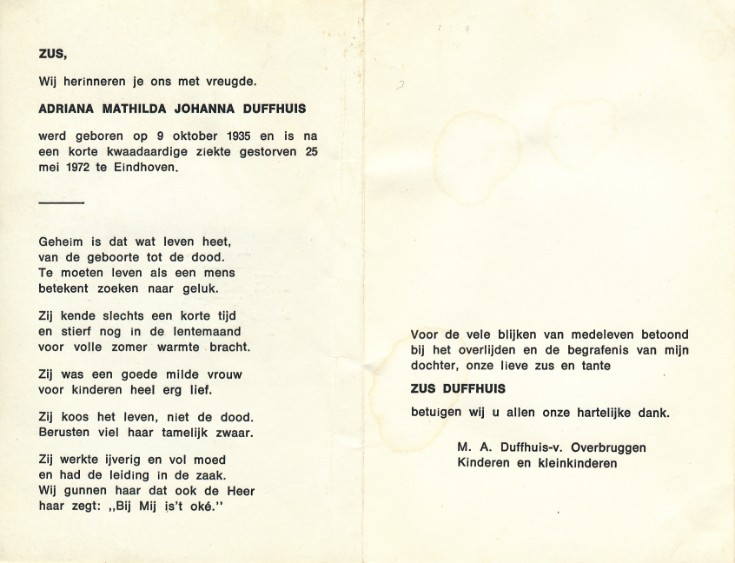 ZUS,
Wij herinneren je ons met vreugde.
ADRIANA MATHILDA JOHANNA DUFFHUIS
werd geboren op 9 oktober 1935 en is na
een korte kwaadaardige ziekte gestorven 25
mei 1972 te Eindhoven.
Geheim is dat wat leven heet,
van de geboorte tot de dood.
Te moeten leven als een mens
betekent zoeken naar geluk.
Zij kende slechts een korte tijd
en stierf nog in de lentemaand
voor volle zomer warmte bracht.
Zij was een goede milde vrouw
voor kinderen heel erg lief.
Zij koos het leven, niet de dood.
Berusten viel haar tamelijk zwaar.
Zij werkte ijverig en vol moed
en had de leiding in de zaak.
Wij gunnen haar dat ook de Heer
haar zegt: „Bij Mij is't oké."
Voor de vele blijken van medeleven betoond
bij het overlijden en de begrafenis van mijn
dochter, onze lieve zus en tante
ZUS DUFFHUIS
betuigen wij u allen onze hartelijke dank.
M. A. Duffhuis-v. Overbruggen
Kinderen en kleinkinderen